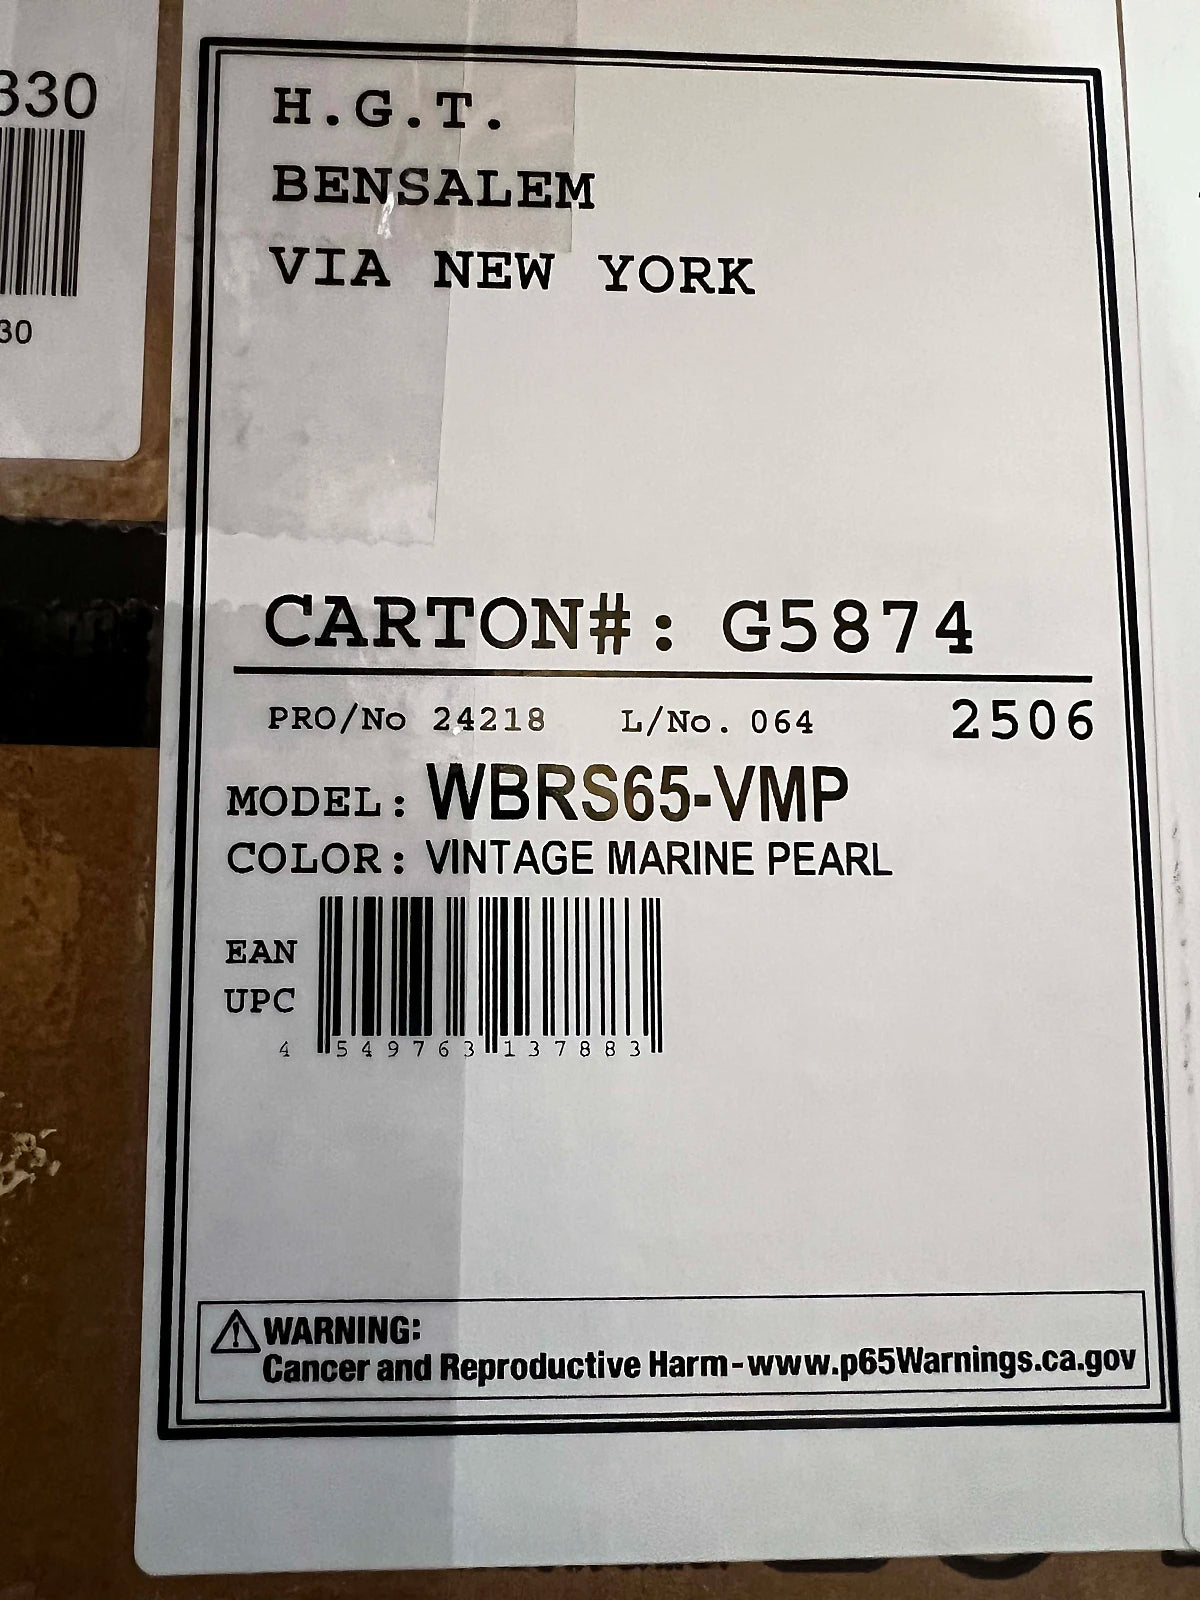 330
30
H.G.T.
BENSALEM
VIA NEW YORK
CARTON#: G5874
PRO/No 24218 L/No. 064 2506
MODEL: WBRS65-VMP
COLOR: VINTAGE MARINE PEARL
EAN
UPC
4 549763 137883
WARNING:
Cancer and Reproductive Harm-www.p65Warnings.ca.gov